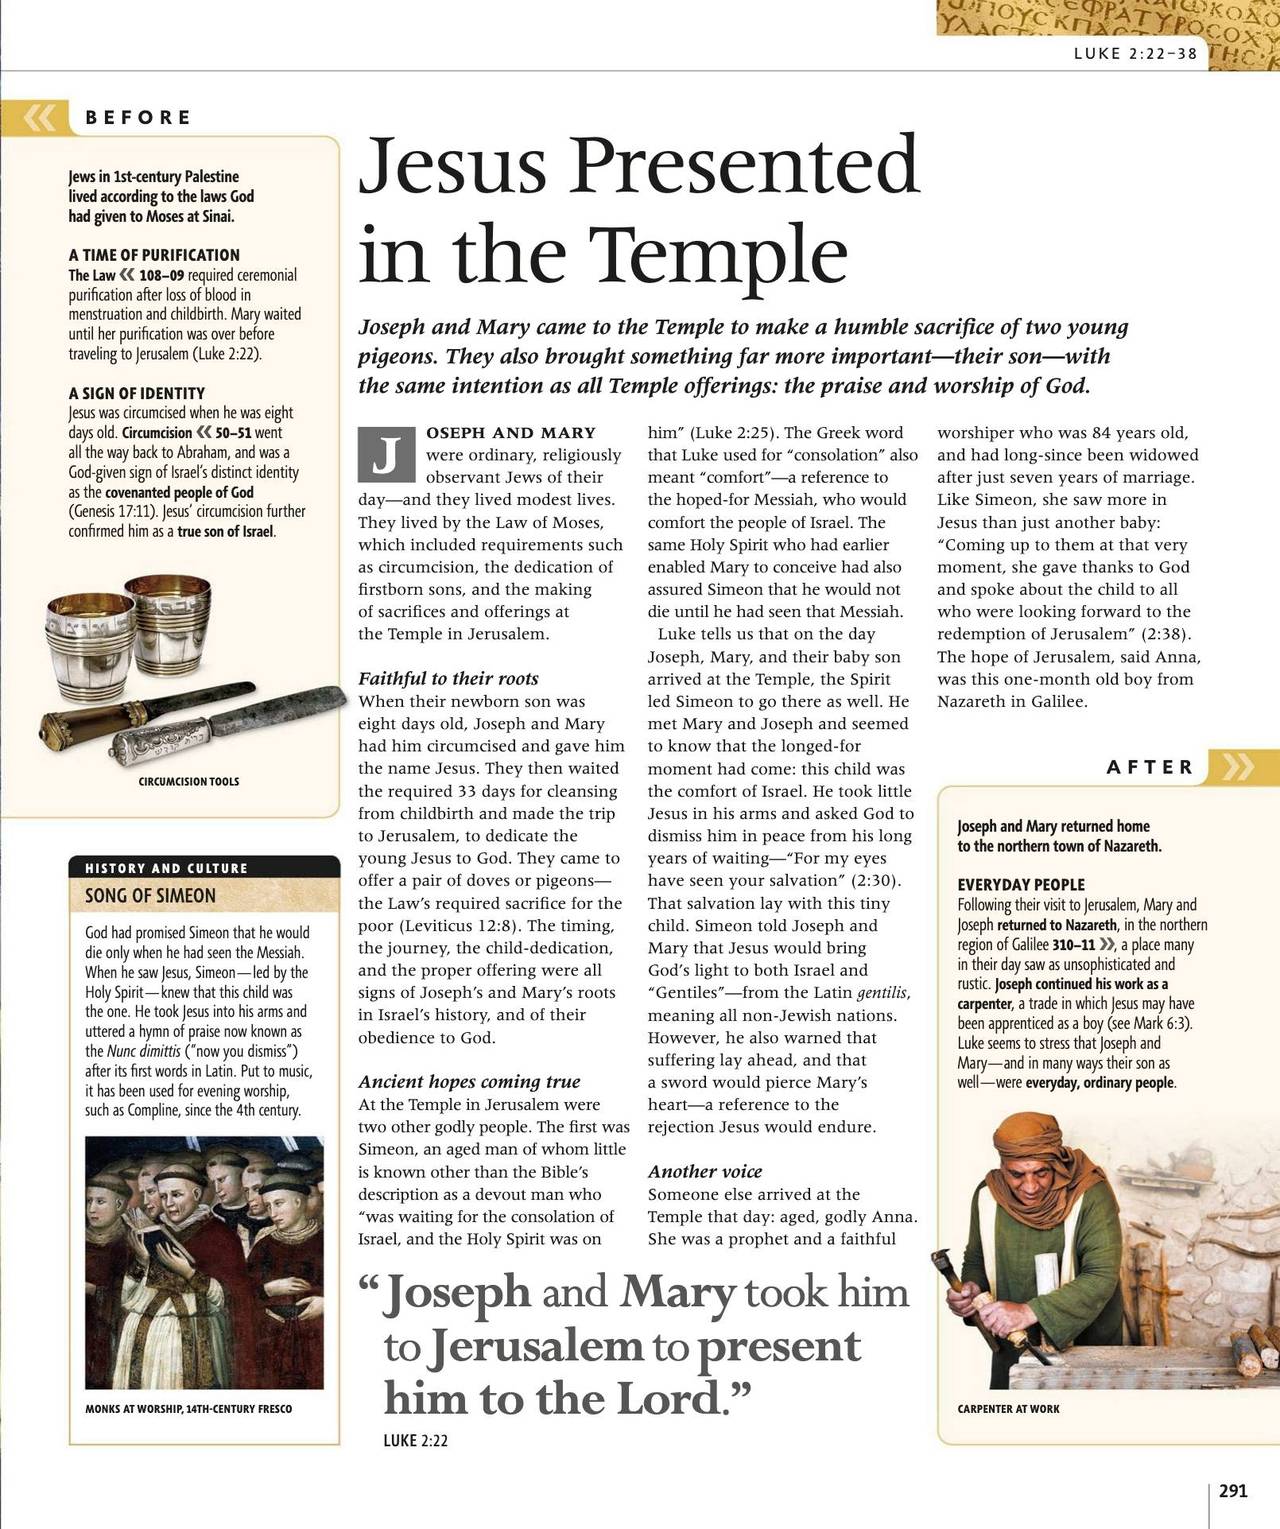 LUKE 2:22–38
BEFORE
Jews in 1st-century Palestine
lived according to the laws God
had given to Moses at Sinai.
A TIME OF PURIFICATION
The Law « 108–09 required ceremonial
purification after loss of blood in
menstruation and childbirth. Mary waited
until her purification was over before
traveling to Jerusalem (Luke 2:22).
A SIGN OF IDENTITY
Jesus was circumcised when he was eight
days old. Circumcision « 50–51 went
all the way back to Abraham, and was a
God-given sign of Israel's distinct identity
as the covenanted people of God
(Genesis 17:11). Jesus' circumcision further
confirmed him as a true son of Israel.
CIRCUMCISION TOOLS
HISTORY AND CULTURE
SONG OF SIMEON
God had promised Simeon that he would
die only when he had seen the Messiah.
When he saw Jesus, Simeon—led by the
Holy Spirit—knew that this child was
the one. He took Jesus into his arms and
uttered a hymn of praise now known as
the Nunc dimittis ("now you dismiss")
after its first words in Latin. Put to music,
it has been used for evening worship,
such as Compline, since the 4th century.
MONKS AT WORSHIP, 14TH-CENTURY FRESCO
Jesus Presented
in the Temple
Joseph and Mary came to the Temple to make a humble sacrifice of two young
pigeons. They also brought something far more important—their son—with
the same intention as all Temple offerings: the praise and worship of God.
JOSEPH AND MARY
were ordinary, religiously
observant Jews of their
day—and they lived modest lives.
They lived by the Law of Moses,
which included requirements such
as circumcision, the dedication of
firstborn sons, and the making
of sacrifices and offerings at
the Temple in Jerusalem.
Faithful to their roots
When their newborn son was
eight days old, Joseph and Mary
had him circumcised and gave him
the name Jesus. They then waited
the required 33 days for cleansing
from childbirth and made the trip
to Jerusalem, to dedicate the
young Jesus to God. They came to
offer a pair of doves or pigeons—
the Law's required sacrifice for the
poor (Leviticus 12:8). The timing,
the journey, the child-dedication,
and the proper offering were all
signs of Joseph's and Mary's roots
in Israel's history, and of their
obedience to God.
Ancient hopes coming true
At the Temple in Jerusalem were
two other godly people. The first was
Simeon, an aged man of whom little
is known other than the Bible's
description as a devout man who
"was waiting for the consolation of
Israel, and the Holy Spirit was on
him" (Luke 2:25). The Greek word
that Luke used for "consolation" also
meant "comfort"—a reference to
the hoped-for Messiah, who would
comfort the people of Israel. The
same Holy Spirit who had earlier
enabled Mary to conceive had also
assured Simeon that he would not
die until he had seen that Messiah.
Luke tells us that on the day
Joseph, Mary, and their baby son
arrived at the Temple, the Spirit
led Simeon to go there as well. He
met Mary and Joseph and seemed
to know that the longed-for
moment had come: this child was
the comfort of Israel. He took little
Jesus in his arms and asked God to
dismiss him in peace from his long
years of waiting—"For my eyes
have seen your salvation" (2:30).
That salvation lay with this tiny
child. Simeon told Joseph and
Mary that Jesus would bring
God's light to both Israel and
"Gentiles"—from the Latin gentilis,
meaning all non-Jewish nations.
However, he also warned that
suffering lay ahead, and that
a sword would pierce Mary's
heart—a reference to the
rejection Jesus would endure.
Another voice
Someone else arrived at the
Temple that day: aged, godly Anna.
She was a prophet and a faithful
worshiper who was 84 years old,
and had long-since been widowed
after just seven years of marriage.
Like Simeon, she saw more in
Jesus than just another baby:
"Coming up to them at that very
moment, she gave thanks to God
and spoke about the child to all
who were looking forward to the
redemption of Jerusalem" (2:38).
The hope of Jerusalem, said Anna,
was this one-month old boy from
Nazareth in Galilee.
"Joseph and Mary took him
to Jerusalem to present
him to the Lord."
LUKE 2:22
AFTER
Joseph and Mary returned home
to the northern town of Nazareth.
EVERYDAY PEOPLE
Following their visit to Jerusalem, Mary and
Joseph returned to Nazareth, in the northern
region of Galilee 310–11 », a place many
in their day saw as unsophisticated and
rustic. Joseph continued his work as a
carpenter, a trade in which Jesus may have
been apprenticed as a boy (see Mark 6:3).
Luke seems to stress that Joseph and
Mary—and in many ways their son as
well—were everyday, ordinary people.
CARPENTER AT WORK
291